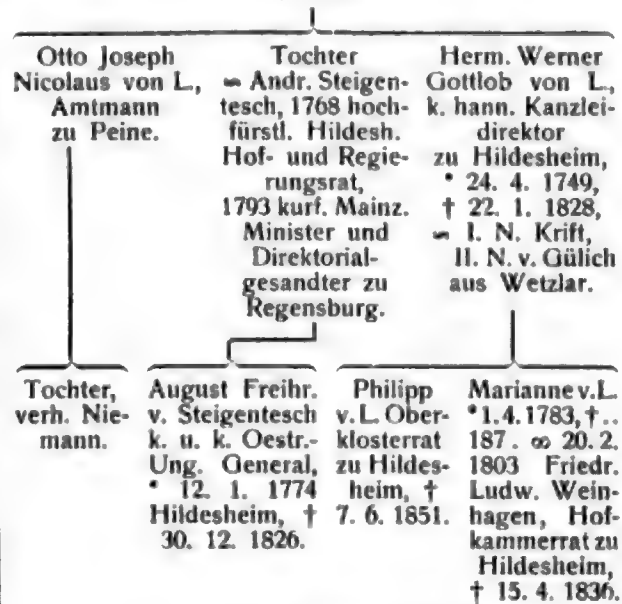 Otto Joseph
Nicolaus von L.,
Amtmann
zu Peine.
Tochter
∞ Andr. Steigen-
tesch, 1768 hoch-
fürstl. Hildesh.
Hof- und Regie-
rungsrat,
1793 kurf. Mainz.
Minister und
Direktorial-
gesandter zu
Regensburg.
Herm. Werner
Gottlob von L.,
k. hann. Kanzlei-
direktor
zu Hildesheim,
* 24. 4. 1749,
† 22. 1. 1828,
∞ I. N. Krift,
II. N. v. Gülich
aus Wetzlar.
Tochter,
verh. Nie-
mann.
August Freihr.
v. Steigentesch
k. u. k. Oestr.-
Ung. General,
* 12. 1. 1774
Hildesheim, †
30. 12. 1826.
Philipp
v. L. Ober-
klosterrat
zu Hildes-
heim, †
7. 6. 1851.
Marianne v. L.
*1. 4. 1783, †..
187. ∞ 20. 2.
1803 Friedr.
Ludw. Wein-
hagen, Hof-
kammerrat zu
Hildesheim,
† 15. 4. 1836.